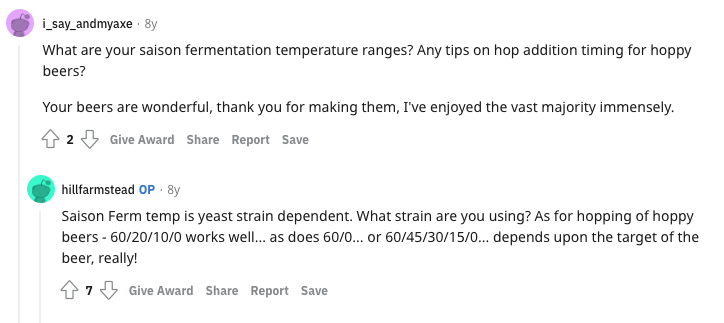 i_say_andmyaxe · 8y
What are your saison fermentation temperature ranges? Any tips on hop addition timing for hoppy
beers?
Your beers are wonderful, thank you for making them, I've enjoyed the vast majority immensely.
2 Give Award Share Report Save
hillfarmstead OP · 8y
Saison Ferm temp is yeast strain dependent. What strain are you using? As for hopping of hoppy
beers - 60/20/10/0 works well... as does 60/0... or 60/45/30/15/0... depends upon the target of the
beer, really!
7 Give Award Share Report Save